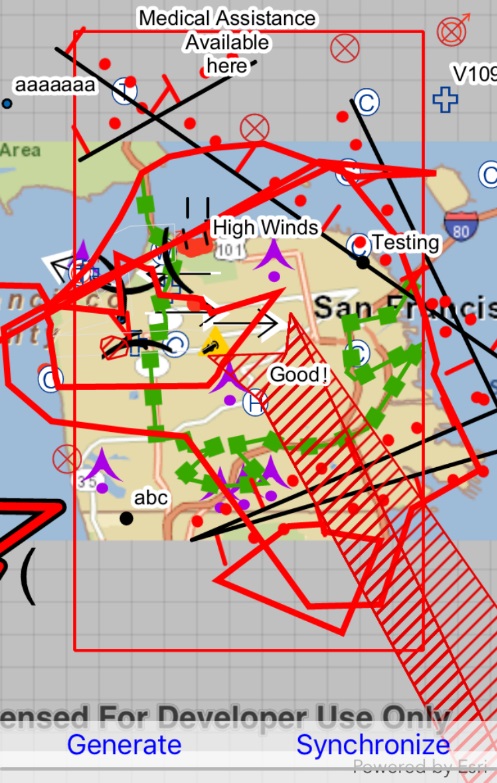 Medical Assistance
Available
here
aaaaaaa
T
C
V109
Area
C
C
80
High Winds
101
C
Testing
San Francis
C
C
C
Good!
H
35
abc
ensed For Developer Use Only
Generate
Synchronize
Powered by Esri